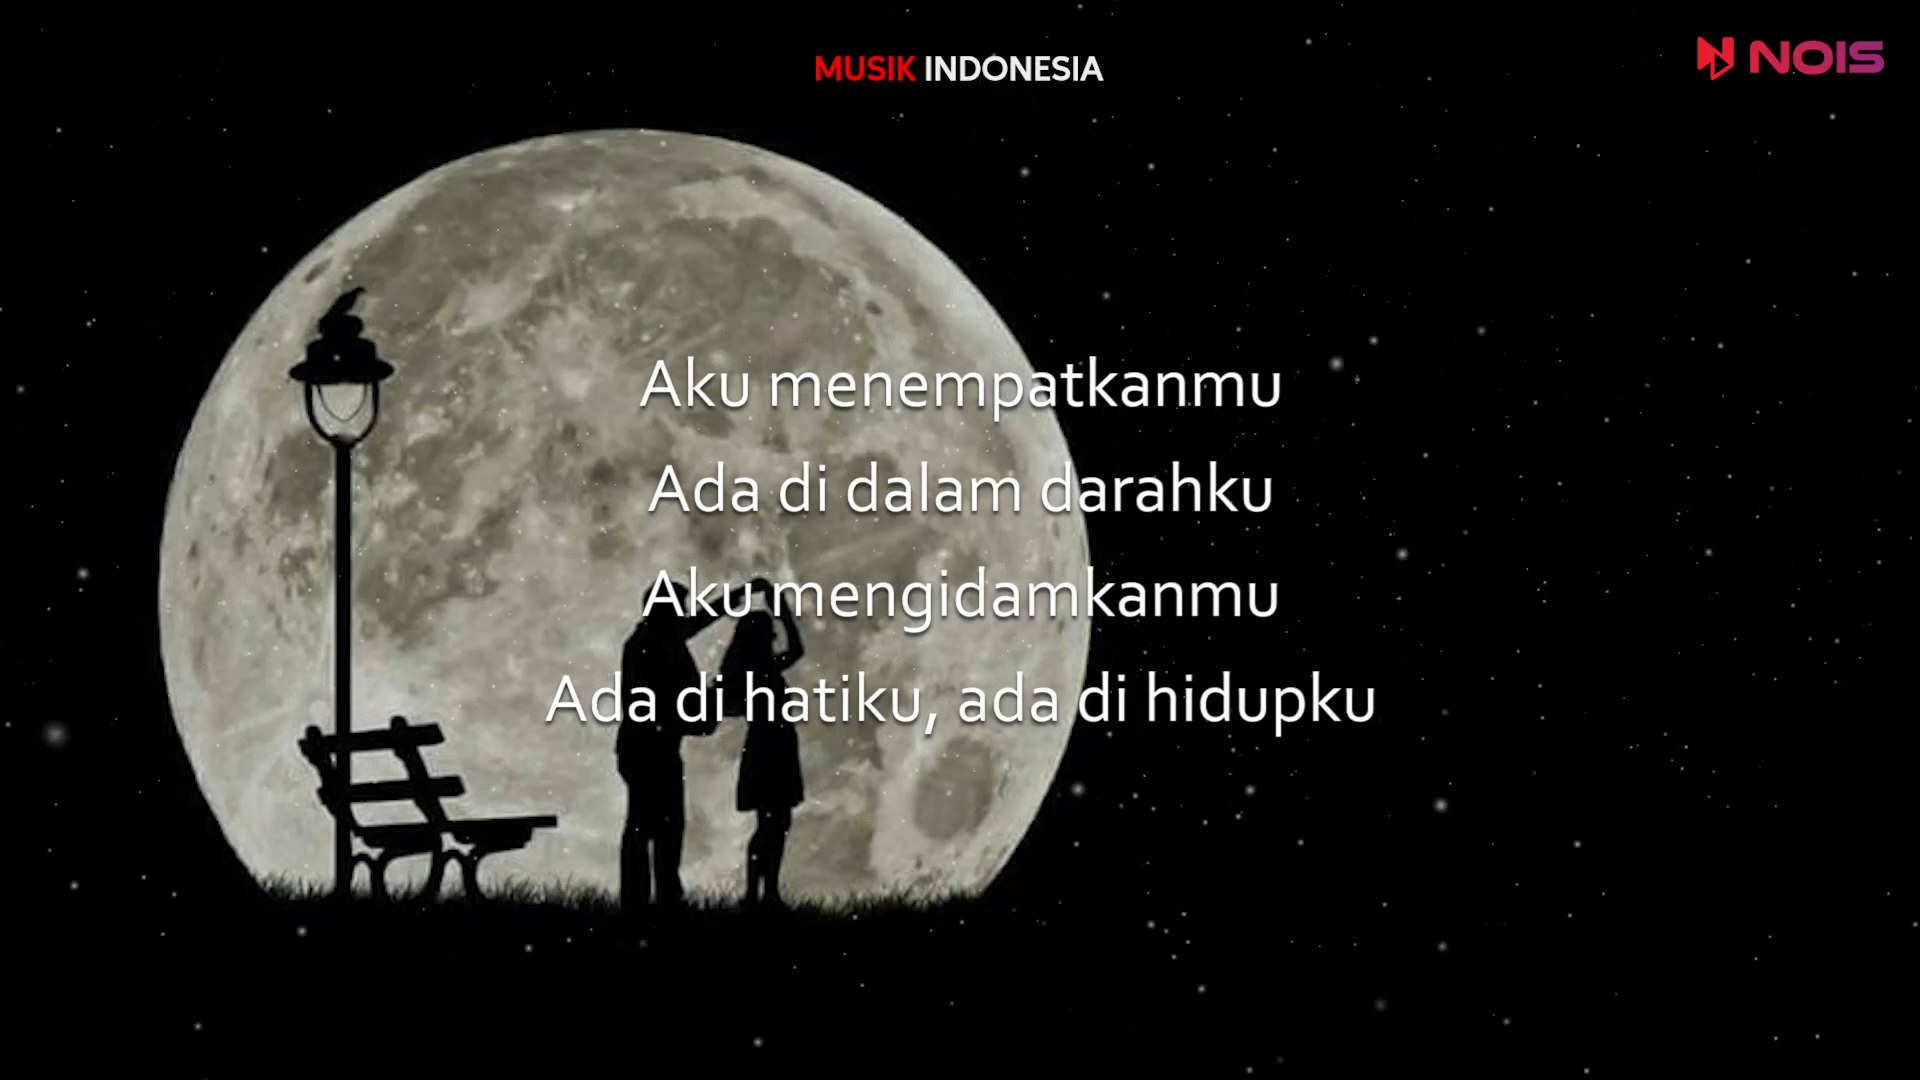 MUSIK INDONESIA
NOIS
Aku menempatkanmu
Ada di dalam darahku
Aku mengidamkanmu
Ada di hatiku, ada di hidupku